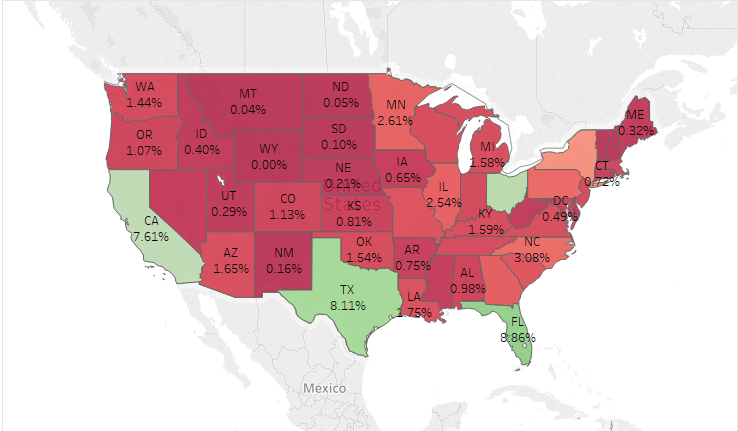 WA
1.44%
MT
0.04%
ND
0.05%
MN
2.61%
ME
0.32%
OR
1.07%
ID
0.40%
SD
0.10%
WY
0.00%
MI
1.58%
IA
0.65%
NE
0.21%
CT
0.72%
United
States
UT
0.29%
CO
1.13%
KS
0.81%
IL
2.54%
DC
0.49%
CA
7.61%
KY
1.59%
AZ
1.65%
NM
0.16%
OK
1.54%
AR
0.75%
NC
3.08%
AL
0.98%
TX
8.11%
LA
1.75%
FL
8.86%
Mexico